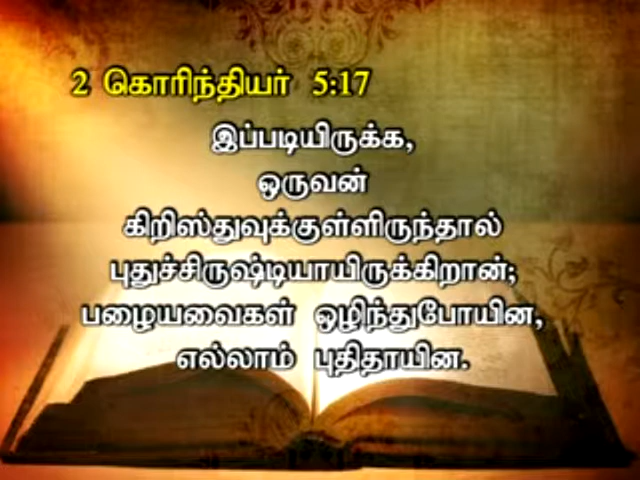 2 கொரிந்தியர் 5:17
இப்படியிருக்க,
ஒருவன்
கிறிஸ்துவுக்குள்ளிருந்தால்
புதுச்சிருஷ்டியாயிருக்கிறான்;
பழையவைகள் ஒழிந்துபோயின,
எல்லாம் புதிதாயின.